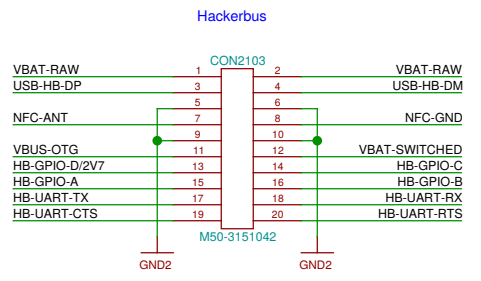 Hackerbus
CON2103
VBAT-RAW 1 2 VBAT-RAW
USB-HB-DP 3 4 USB-HB-DM
5 6
NFC-ANT 7 8 NFC-GND
9 10
VBUS-OTG 11 12 VBAT-SWITCHED
HB-GPIO-D/2V7 13 14 HB-GPIO-C
HB-GPIO-A 15 16 HB-GPIO-B
HB-UART-TX 17 18 HB-UART-RX
HB-UART-CTS 19 20 HB-UART-RTS
M50-3151042
GND2 GND2